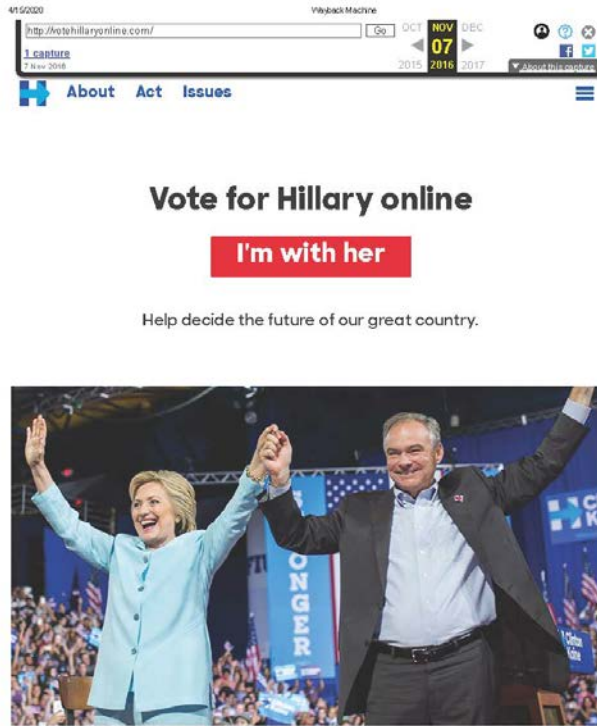 4/15/2020 Wayback Machine
http://votehillaryonline.com/ Go OCT NOV DEC
07
1 capture
7 Nov 2016 2015 2016 2017 About this capture
About Act Issues
Vote for Hillary online
I'm with her
Help decide the future of our great country.
ONGER
Clinton
Kaine